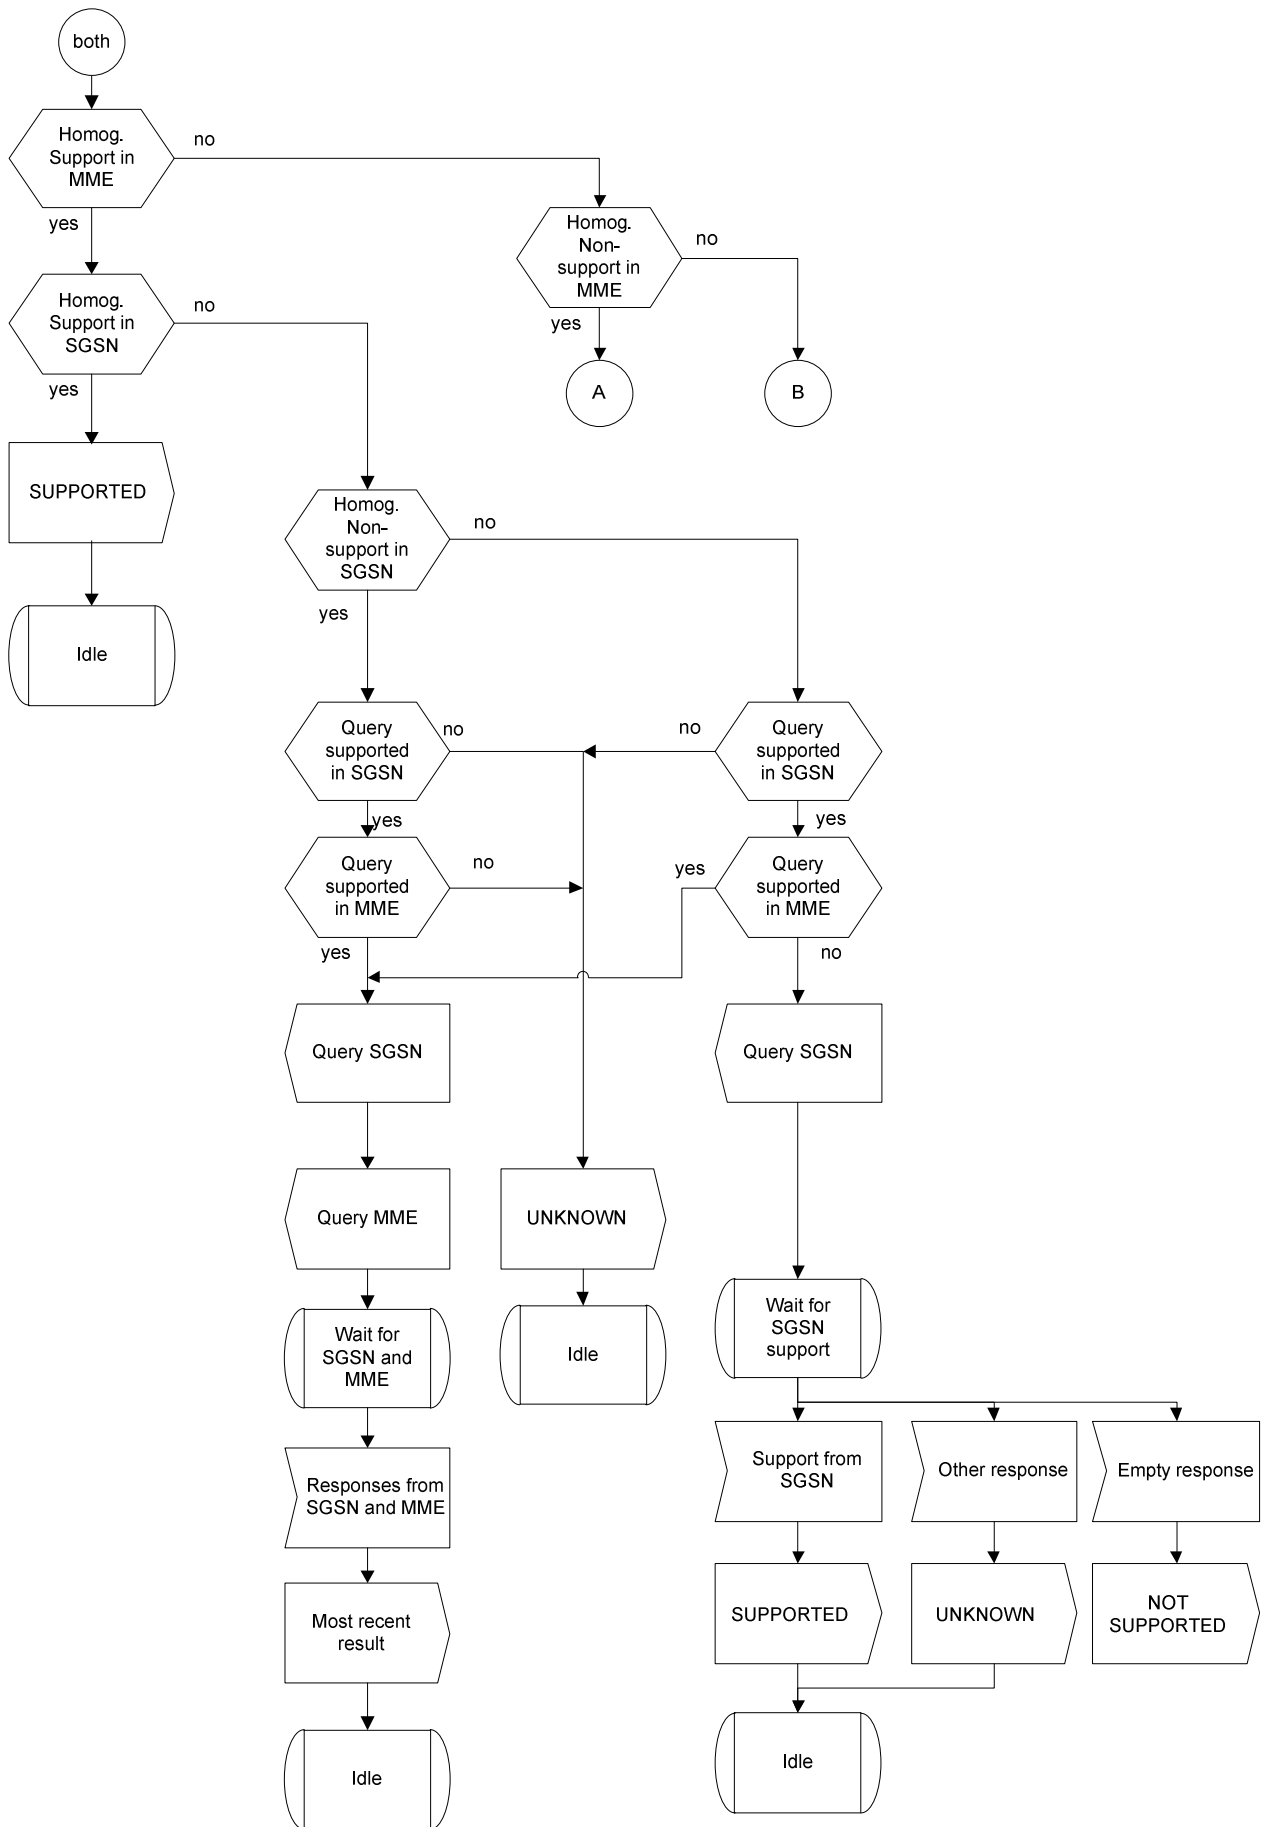 both
Homog.
Support in
MME
no
yes
Homog.
Non-
support in
MME
no
yes
A
B
Homog.
Support in
SGSN
no
yes
SUPPORTED
Idle
Homog.
Non-
support in
SGSN
no
yes
Query
supported
in SGSN
no
yes
no
Query
supported
in SGSN
yes
Query
supported
in MME
no
yes
yes
Query
supported
in MME
no
Query SGSN
Query SGSN
Query MME
UNKNOWN
Wait for
SGSN and
MME
Idle
Wait for
SGSN
support
Responses from
SGSN and MME
Support from
SGSN
Other response
Empty response
Most recent
result
SUPPORTED
UNKNOWN
NOT
SUPPORTED
Idle
Idle